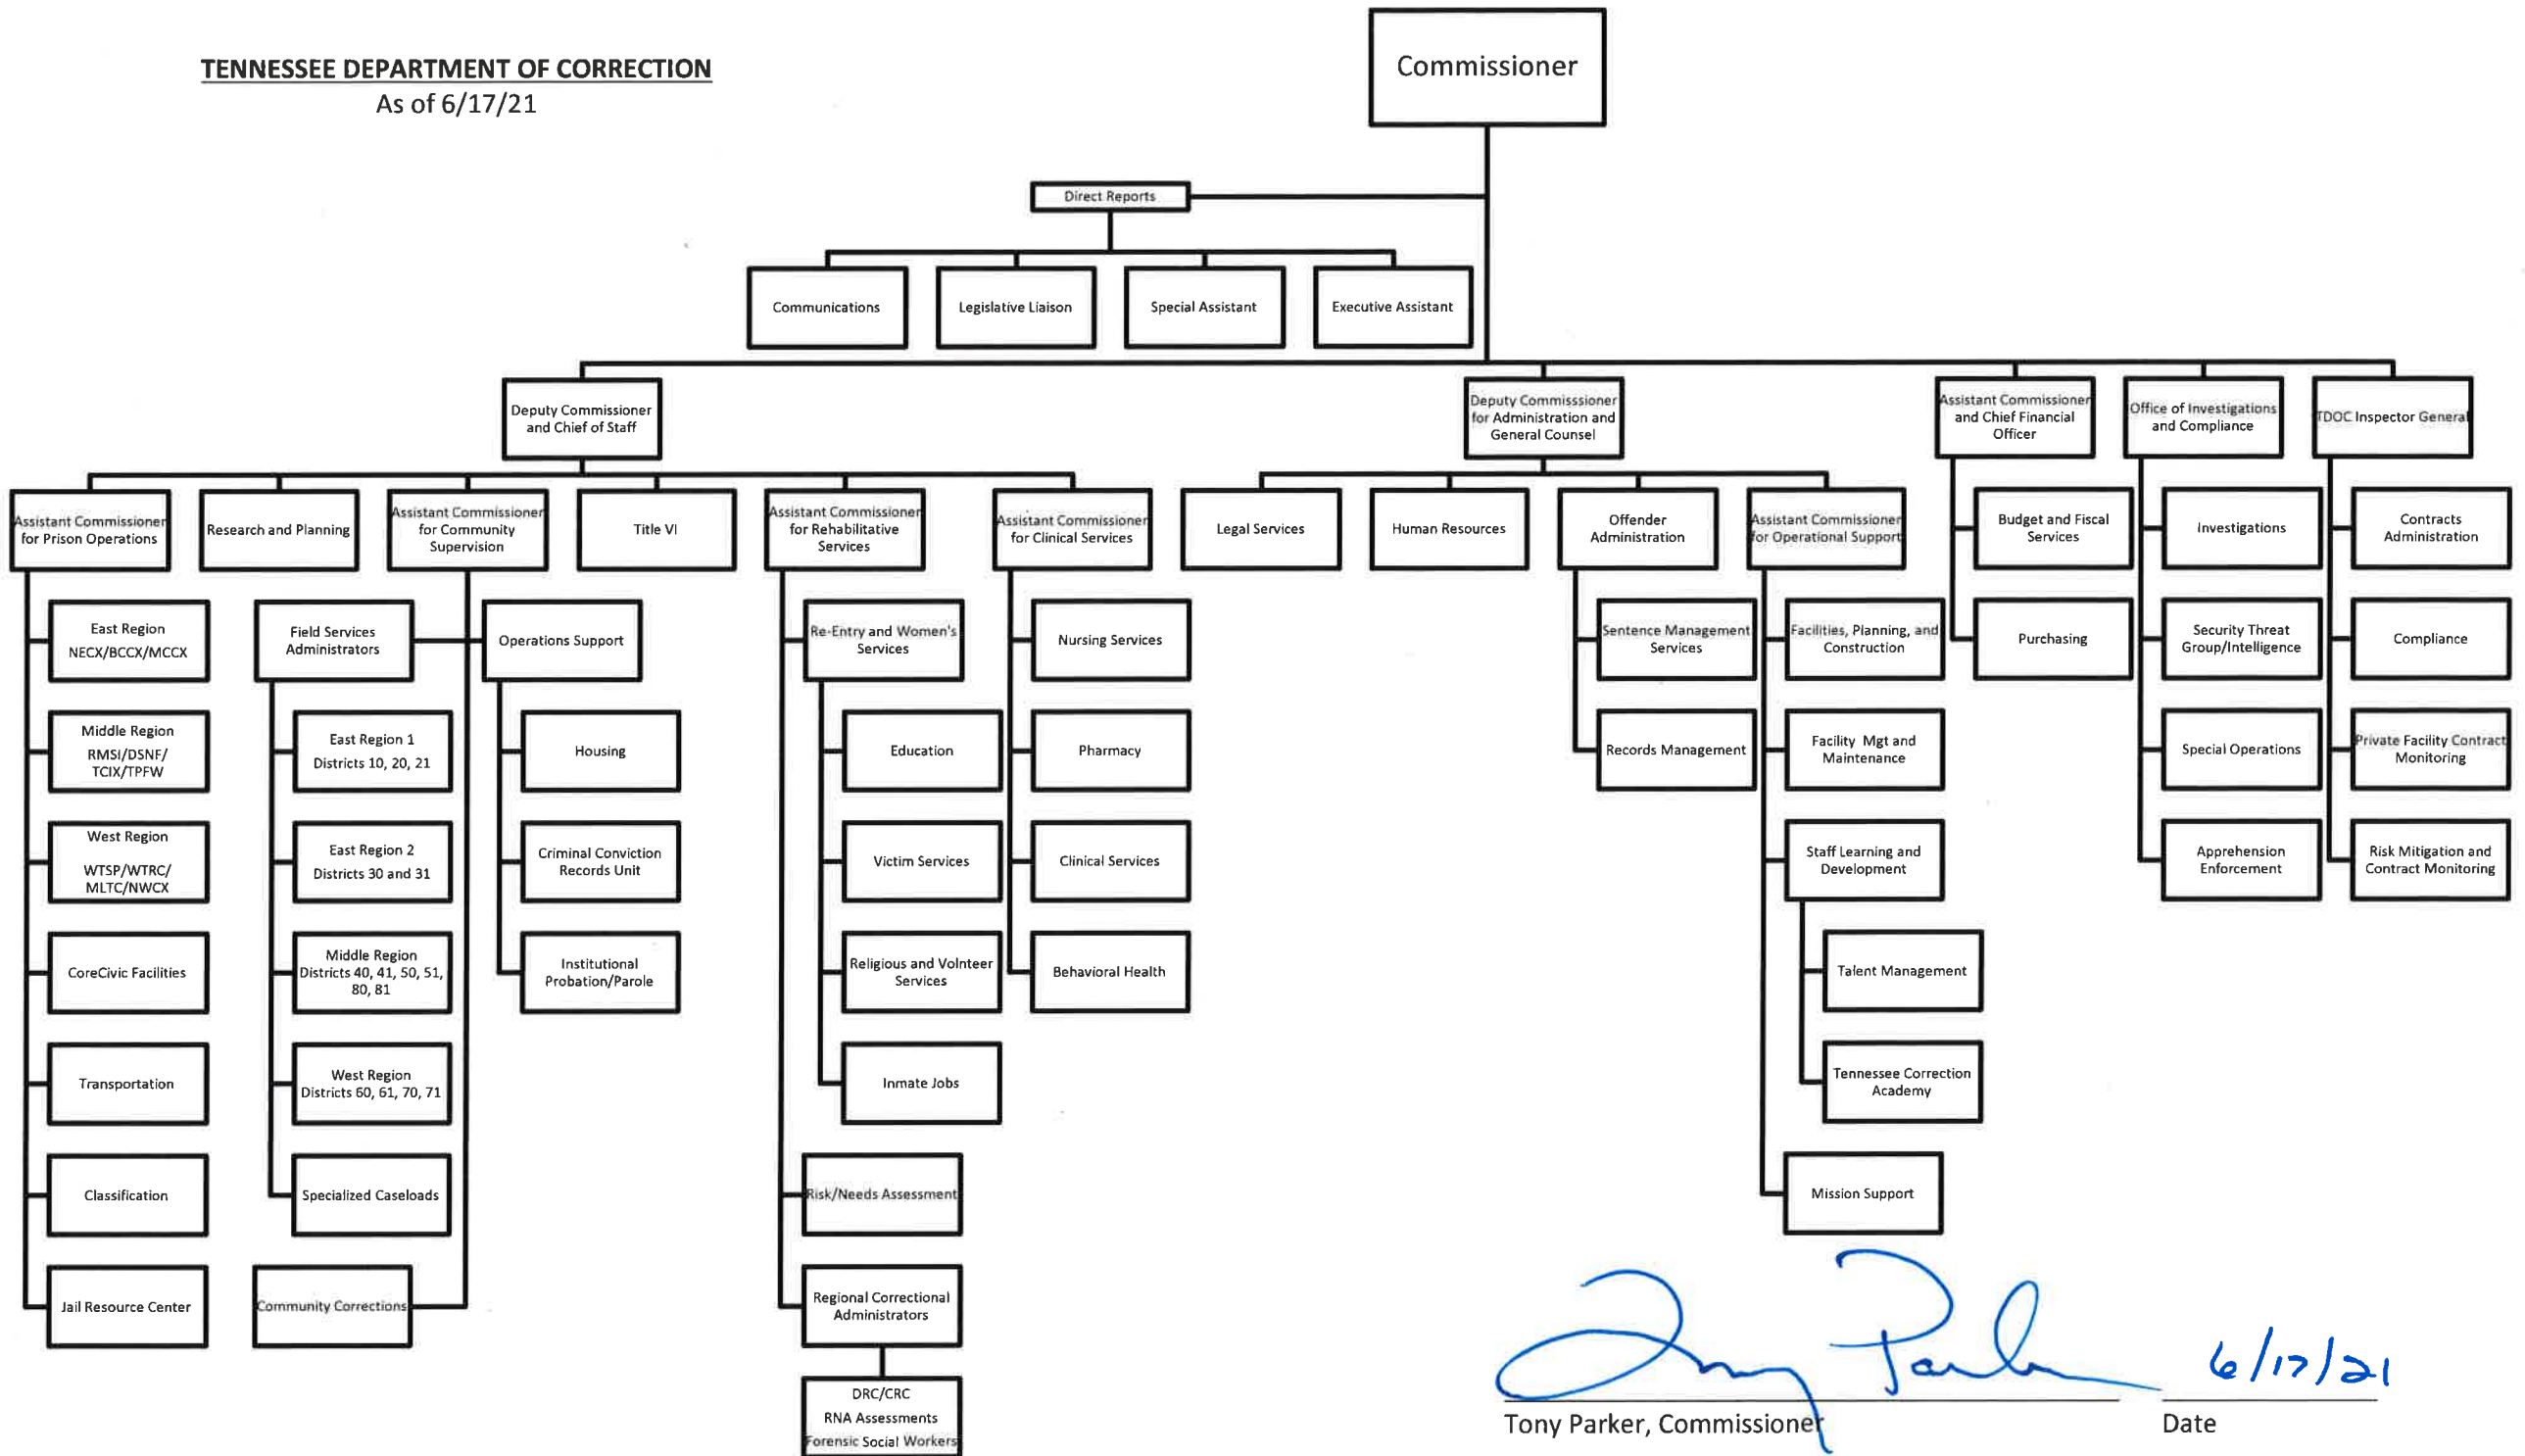 TENNESSEE DEPARTMENT OF CORRECTION
As of 6/17/21
Commissioner
Direct Reports
Communications
Legislative Liaison
Special Assistant
Executive Assistant
Deputy Commissioner
and Chief of Staff
Deputy Commisssioner
for Administration and
General Counsel
Assistant Commissioner
and Chief Financial
Officer
Office of Investigations
and Compliance
TDOC Inspector General
Assistant Commissioner
for Prison Operations
Research and Planning
Assistant Commissioner
for Community
Supervision
Title VI
Assistant Commissioner
for Rehabilitative
Services
Assistant Commissioner
for Clinical Services
Legal Services
Human Resources
Offender
Administration
Assistant Commissioner
for Operational Support
Budget and Fiscal
Services
Investigations
Contracts
Administration
East Region
NECX/BCCX/MCCX
Field Services
Administrators
Operations Support
Re-Entry and Women's
Services
Nursing Services
Sentence Management
Services
Facilities, Planning, and
Construction
Purchasing
Security Threat
Group/Intelligence
Compliance
Middle Region
RMSI/DSNF/
TCIX/TPFW
East Region 1
Districts 10, 20, 21
Housing
Education
Pharmacy
Records Management
Facility Mgt and
Maintenance
Special Operations
Private Facility Contract
Monitoring
West Region
WTSP/WTRC/
MLTC/NWCX
East Region 2
Districts 30 and 31
Criminal Conviction
Records Unit
Victim Services
Clinical Services
Staff Learning and
Development
Apprehension
Enforcement
Risk Mitigation and
Contract Monitoring
CoreCivic Facilities
Middle Region
Districts 40, 41, 50, 51,
80, 81
Institutional
Probation/Parole
Religious and Volnteer
Services
Behavioral Health
Talent Management
Transportation
West Region
Districts 60, 61, 70, 71
Inmate Jobs
Tennessee Correction
Academy
Classification
Specialized Caseloads
Risk/Needs Assessment
Mission Support
Jail Resource Center
Community Corrections
Regional Correctional
Administrators
DRC/CRC
RNA Assessments
Forensic Social Workers
Tony Parker
6/17/21
Tony Parker, Commissioner
Date